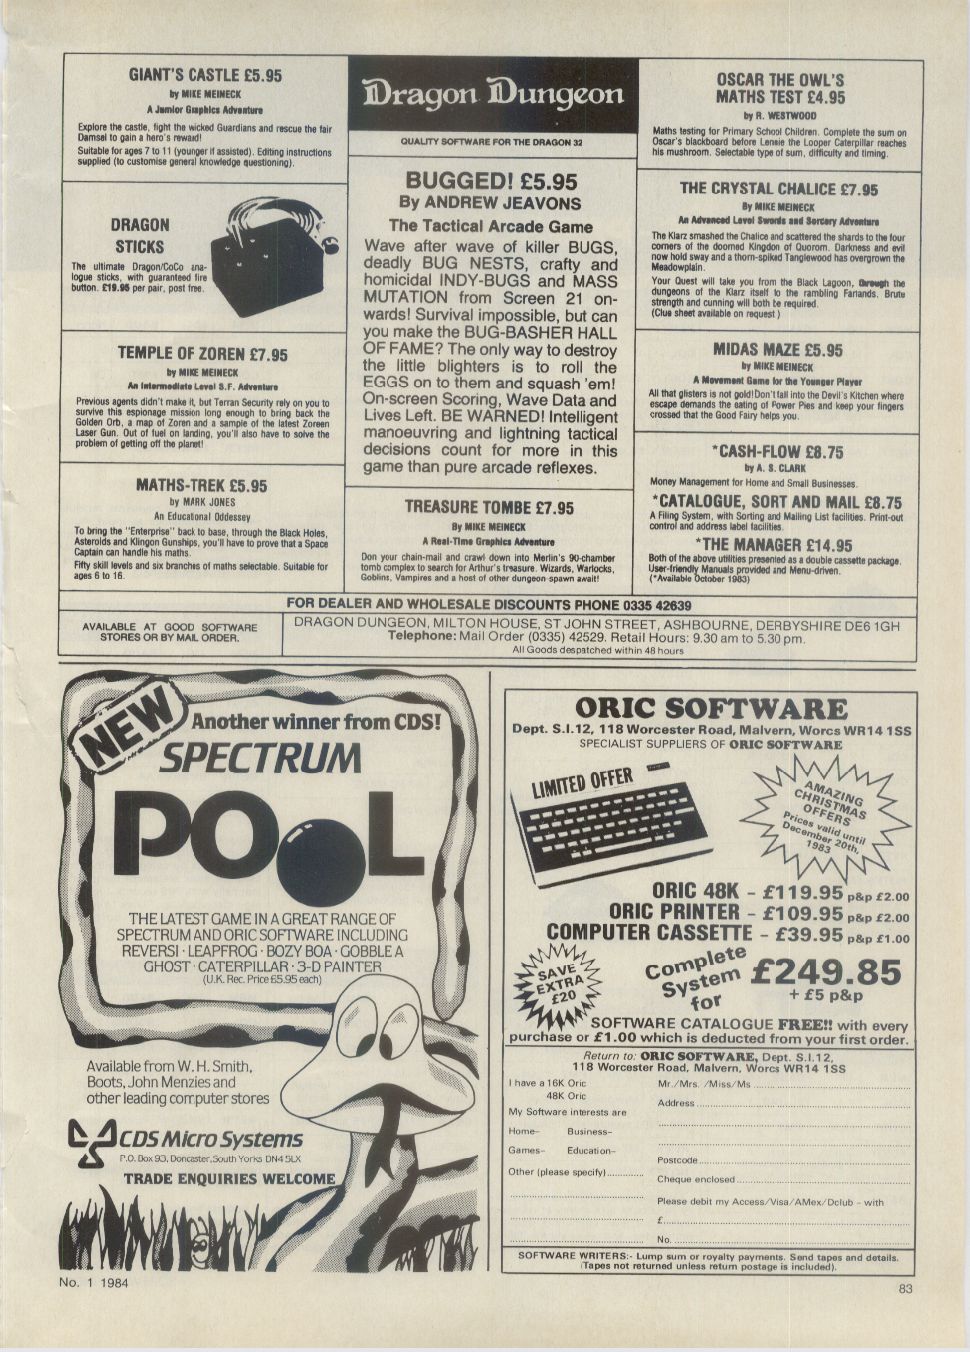 GIANT'S CASTLE £5.95
by MIKE MEINECK
A Junior Graphics Adventure
Explore the castle, fight the wicked Guardians and rescue the fair
Damsel to gain a hero's reward!
Suitable for ages 7 to 11 (younger if assisted). Editing instructions
supplied (to customise general knowledge questioning).
DRAGON
STICKS
The ultimate Dragon/CoCo ana-
logue sticks, with guaranteed fire
button. £19.95 per pair, post free.
TEMPLE OF ZOREN £7.95
by MIKE MEINECK
An Intermediate Level S.F. Adventure
Previous agents didn't make it, but Terran Security rely on you to
survive this espionage mission long enough to bring back the
Golden Orb, a map of Zoren and a sample of the latest Zoreen
Laser Gun. Out of fuel on landing, you'll also have to solve the
problem of getting off the planet!
MATHS-TREK £5.95
by MARK JONES
An Educational Oddessey
To bring the "Enterprise" back to base, through the Black Holes,
Asteroids and Klingon Gunships, you'll have to prove that a Space
Captain can handle his maths.
Fifty skill levels and six branches of maths selectable. Suitable for
ages 6 to 16.
Dragon Dungeon
QUALITY SOFTWARE FOR THE DRAGON 32
BUGGED! £5.95
By ANDREW JEAVONS
The Tactical Arcade Game
Wave after wave of killer BUGS,
deadly BUG NESTS, crafty and
homicidal INDY-BUGS and MASS
MUTATION from Screen 21 on-
wards! Survival impossible, but can
you make the BUG-BASHER HALL
OF FAME? The only way to destroy
the little blighters is to roll the
EGGS on to them and squash 'em!
On-screen Scoring, Wave Data and
Lives Left. BE WARNED! Intelligent
manoeuvring and lightning tactical
decisions count for more in this
game than pure arcade reflexes.
TREASURE TOMBE £7.95
By MIKE MEINECK
A Real-Time Graphics Adventure
Don your chain-mail and crawl down into Merlin's 90-chamber
tomb complex to search for Arthur's treasure. Wizards, Warlocks,
Goblins, Vampires and a host of other dungeon-spawn await!
OSCAR THE OWL'S
MATHS TEST £4.95
by R. WESTWOOD
Maths testing for Primary School Children. Complete the sum on
Oscar's blackboard before Lennie the Looper Caterpillar reaches
his mushroom. Selectable type of sum, difficulty and timing.
THE CRYSTAL CHALICE £7.95
By MIKE MEINECK
An Advanced Level Swords and Sorcery Adventure
The Klarz smashed the Chalice and scattered the shards to the four
corners of the doomed Kingdon of Quorom. Darkness and evil
now hold sway and a thorn-spiked Tanglewood has overgrown the
Meadowplain.
Your Quest will take you from the Black Lagoon, through the
dungeons of the Klarz itself to the rambling Farlands. Brute
strength and cunning will both be required.
(Clue sheet available on request )
MIDAS MAZE £5.95
by MIKE MEINECK
A Movement Game for the Younger Player
All that glisters is not gold! Don't fall into the Devil's Kitchen where
escape demands the eating of Power Pies and keep your fingers
crossed that the Good Fairy helps you.
*CASH-FLOW £8.75
by A. S. CLARK
Money Management for Home and Small Businesses.
*CATALOGUE, SORT AND MAIL £8.75
A Filing System, with Sorting and Mailing List facilities. Print-out
control and address label facilities.
*THE MANAGER £14.95
Both of the above utilities presented as a double cassette package.
User-friendly Manuals provided and Menu-driven.
(*Available October 1983)
FOR DEALER AND WHOLESALE DISCOUNTS PHONE 0335 42639
AVAILABLE AT GOOD SOFTWARE
STORES OR BY MAIL ORDER.
DRAGON DUNGEON, MILTON HOUSE, ST JOHN STREET, ASHBOURNE, DERBYSHIRE DE6 1GH
Telephone: Mail Order (0335) 42529. Retail Hours: 9.30 am to 5.30 pm.
All Goods despatched within 48 hours
NEW
Another winner from CDS!
SPECTRUM
POOL
THE LATEST GAME IN A GREAT RANGE OF
SPECTRUM AND ORIC SOFTWARE INCLUDING
REVERSI · LEAPFROG · BOZY BOA · GOBBLE A
GHOST · CATERPILLAR · 3-D PAINTER
(U.K. Rec. Price £5.95 each)
Available from W. H. Smith,
Boots, John Menzies and
other leading computer stores
CDS Micro Systems
P.O. Box 93, Doncaster, South Yorks DN4 5LX
TRADE ENQUIRIES WELCOME
ORIC SOFTWARE
Dept. S.I.12, 118 Worcester Road, Malvern, Worcs WR14 1SS
SPECIALIST SUPPLIERS OF ORIC SOFTWARE
LIMITED OFFER
AMAZING
CHRISTMAS
OFFERS
Prices valid until
December 20th,
1983
ORIC 48K – £119.95 p&p £2.00
ORIC PRINTER – £109.95 p&p £2.00
COMPUTER CASSETTE – £39.95 p&p £1.00
SAVE
EXTRA
£20
Complete
System
for
£249.85
+ £5 p&p
SOFTWARE CATALOGUE FREE!! with every
purchase or £1.00 which is deducted from your first order.
Return to: ORIC SOFTWARE, Dept. S.I.12,
118 Worcester Road, Malvern, Worcs WR14 1SS
I have a 16K Oric
48K Oric
My Software interests are
Home– Business–
Games– Education–
Other (please specify)
Mr./Mrs. /Miss/Ms
Address
Postcode
Cheque enclosed
Please debit my Access/Visa/AMex/Dclub – with
£
No.
SOFTWARE WRITERS:- Lump sum or royalty payments. Send tapes and details.
(Tapes not returned unless return postage is included).
No. 1 1984
83